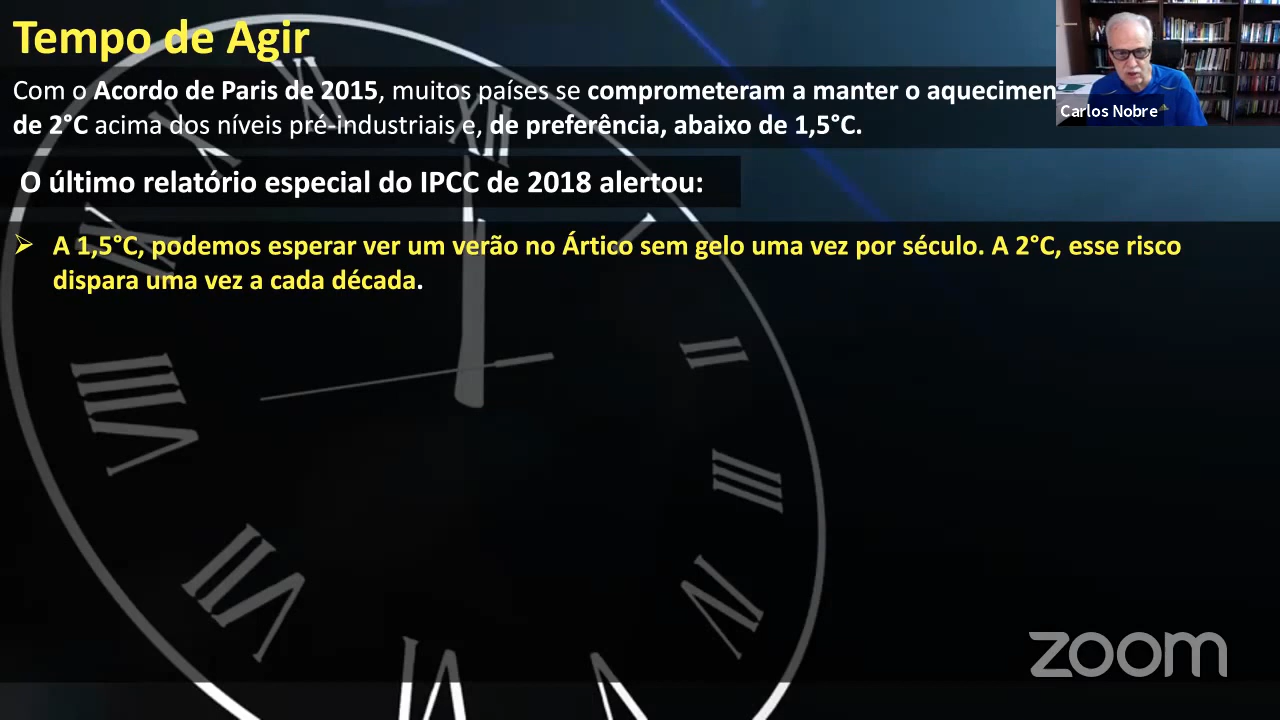 Tempo de Agir
Com o Acordo de Paris de 2015, muitos países se comprometeram a manter o aquecimen
de 2°C acima dos níveis pré-industriais e, de preferência, abaixo de 1,5°C.
Carlos Nobre
O último relatório especial do IPCC de 2018 alertou:
➢ A 1,5°C, podemos esperar ver um verão no Ártico sem gelo uma vez por século. A 2°C, esse risco
dispara uma vez a cada década.
zoom